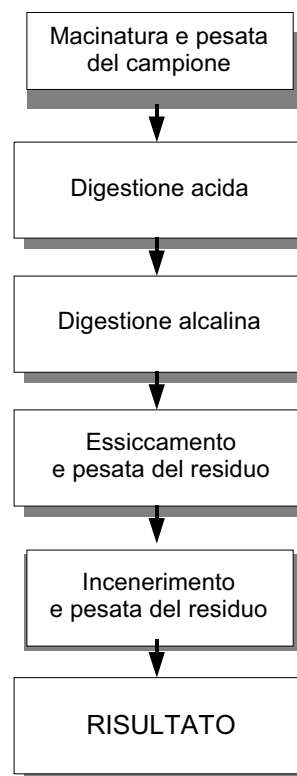 Macinatura e pesata
del campione
Digestione acida
Digestione alcalina
Essiccamento
e pesata del residuo
Incenerimento
e pesata del residuo
RISULTATO